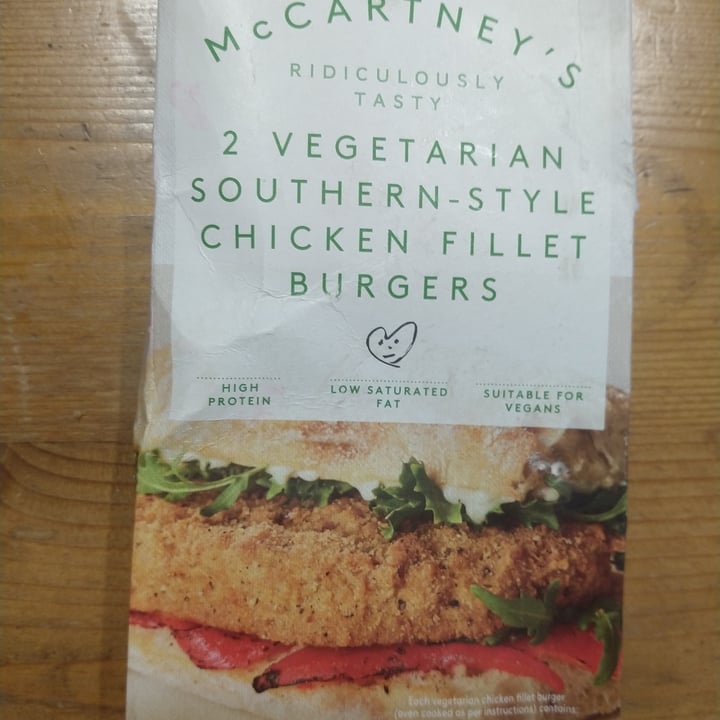 McCARTNEY'S
RIDICULOUSLY
TASTY
2 VEGETARIAN
SOUTHERN-STYLE
CHICKEN FILLET
BURGERS
HIGH
PROTEIN
LOW SATURATED
FAT
SUITABLE FOR
VEGANS
Each vegetarian chicken fillet burger
(oven cooked as per instructions) contains: